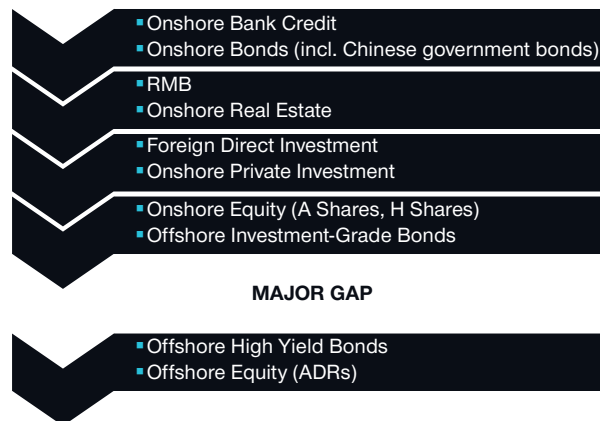 ▪ Onshore Bank Credit
▪ Onshore Bonds (incl. Chinese government bonds)
▪ RMB
▪ Onshore Real Estate
▪ Foreign Direct Investment
▪ Onshore Private Investment
▪ Onshore Equity (A Shares, H Shares)
▪ Offshore Investment-Grade Bonds
MAJOR GAP
▪ Offshore High Yield Bonds
▪ Offshore Equity (ADRs)